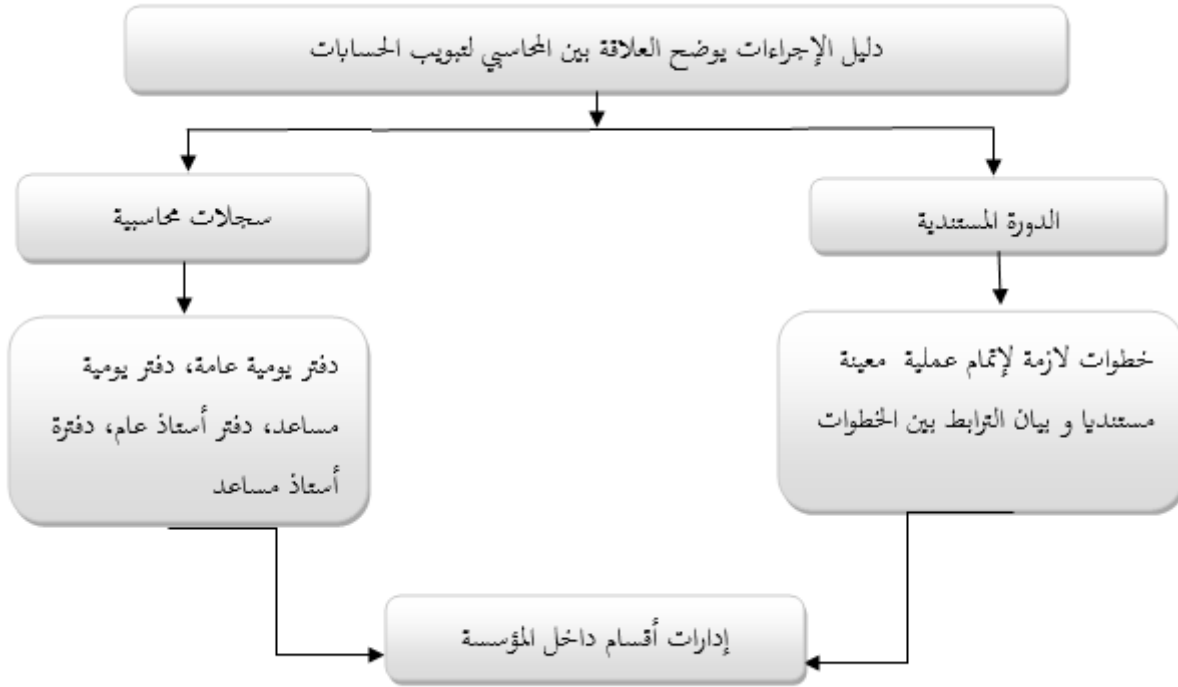 دليل الإجراءات يوضح العلاقة بين المحاسبي لتبويب الحسابات
الدورة المستندية
سجلات محاسبية
خطوات لازمة لإتمام عملية معينة
مستنديا و بيان الترابط بين الخطوات
دفتر يومية عامة، دفتر يومية
مساعد، دفتر أستاذ عام، دفترة
أستاذ مساعد
إدارات أقسام داخل المؤسسة